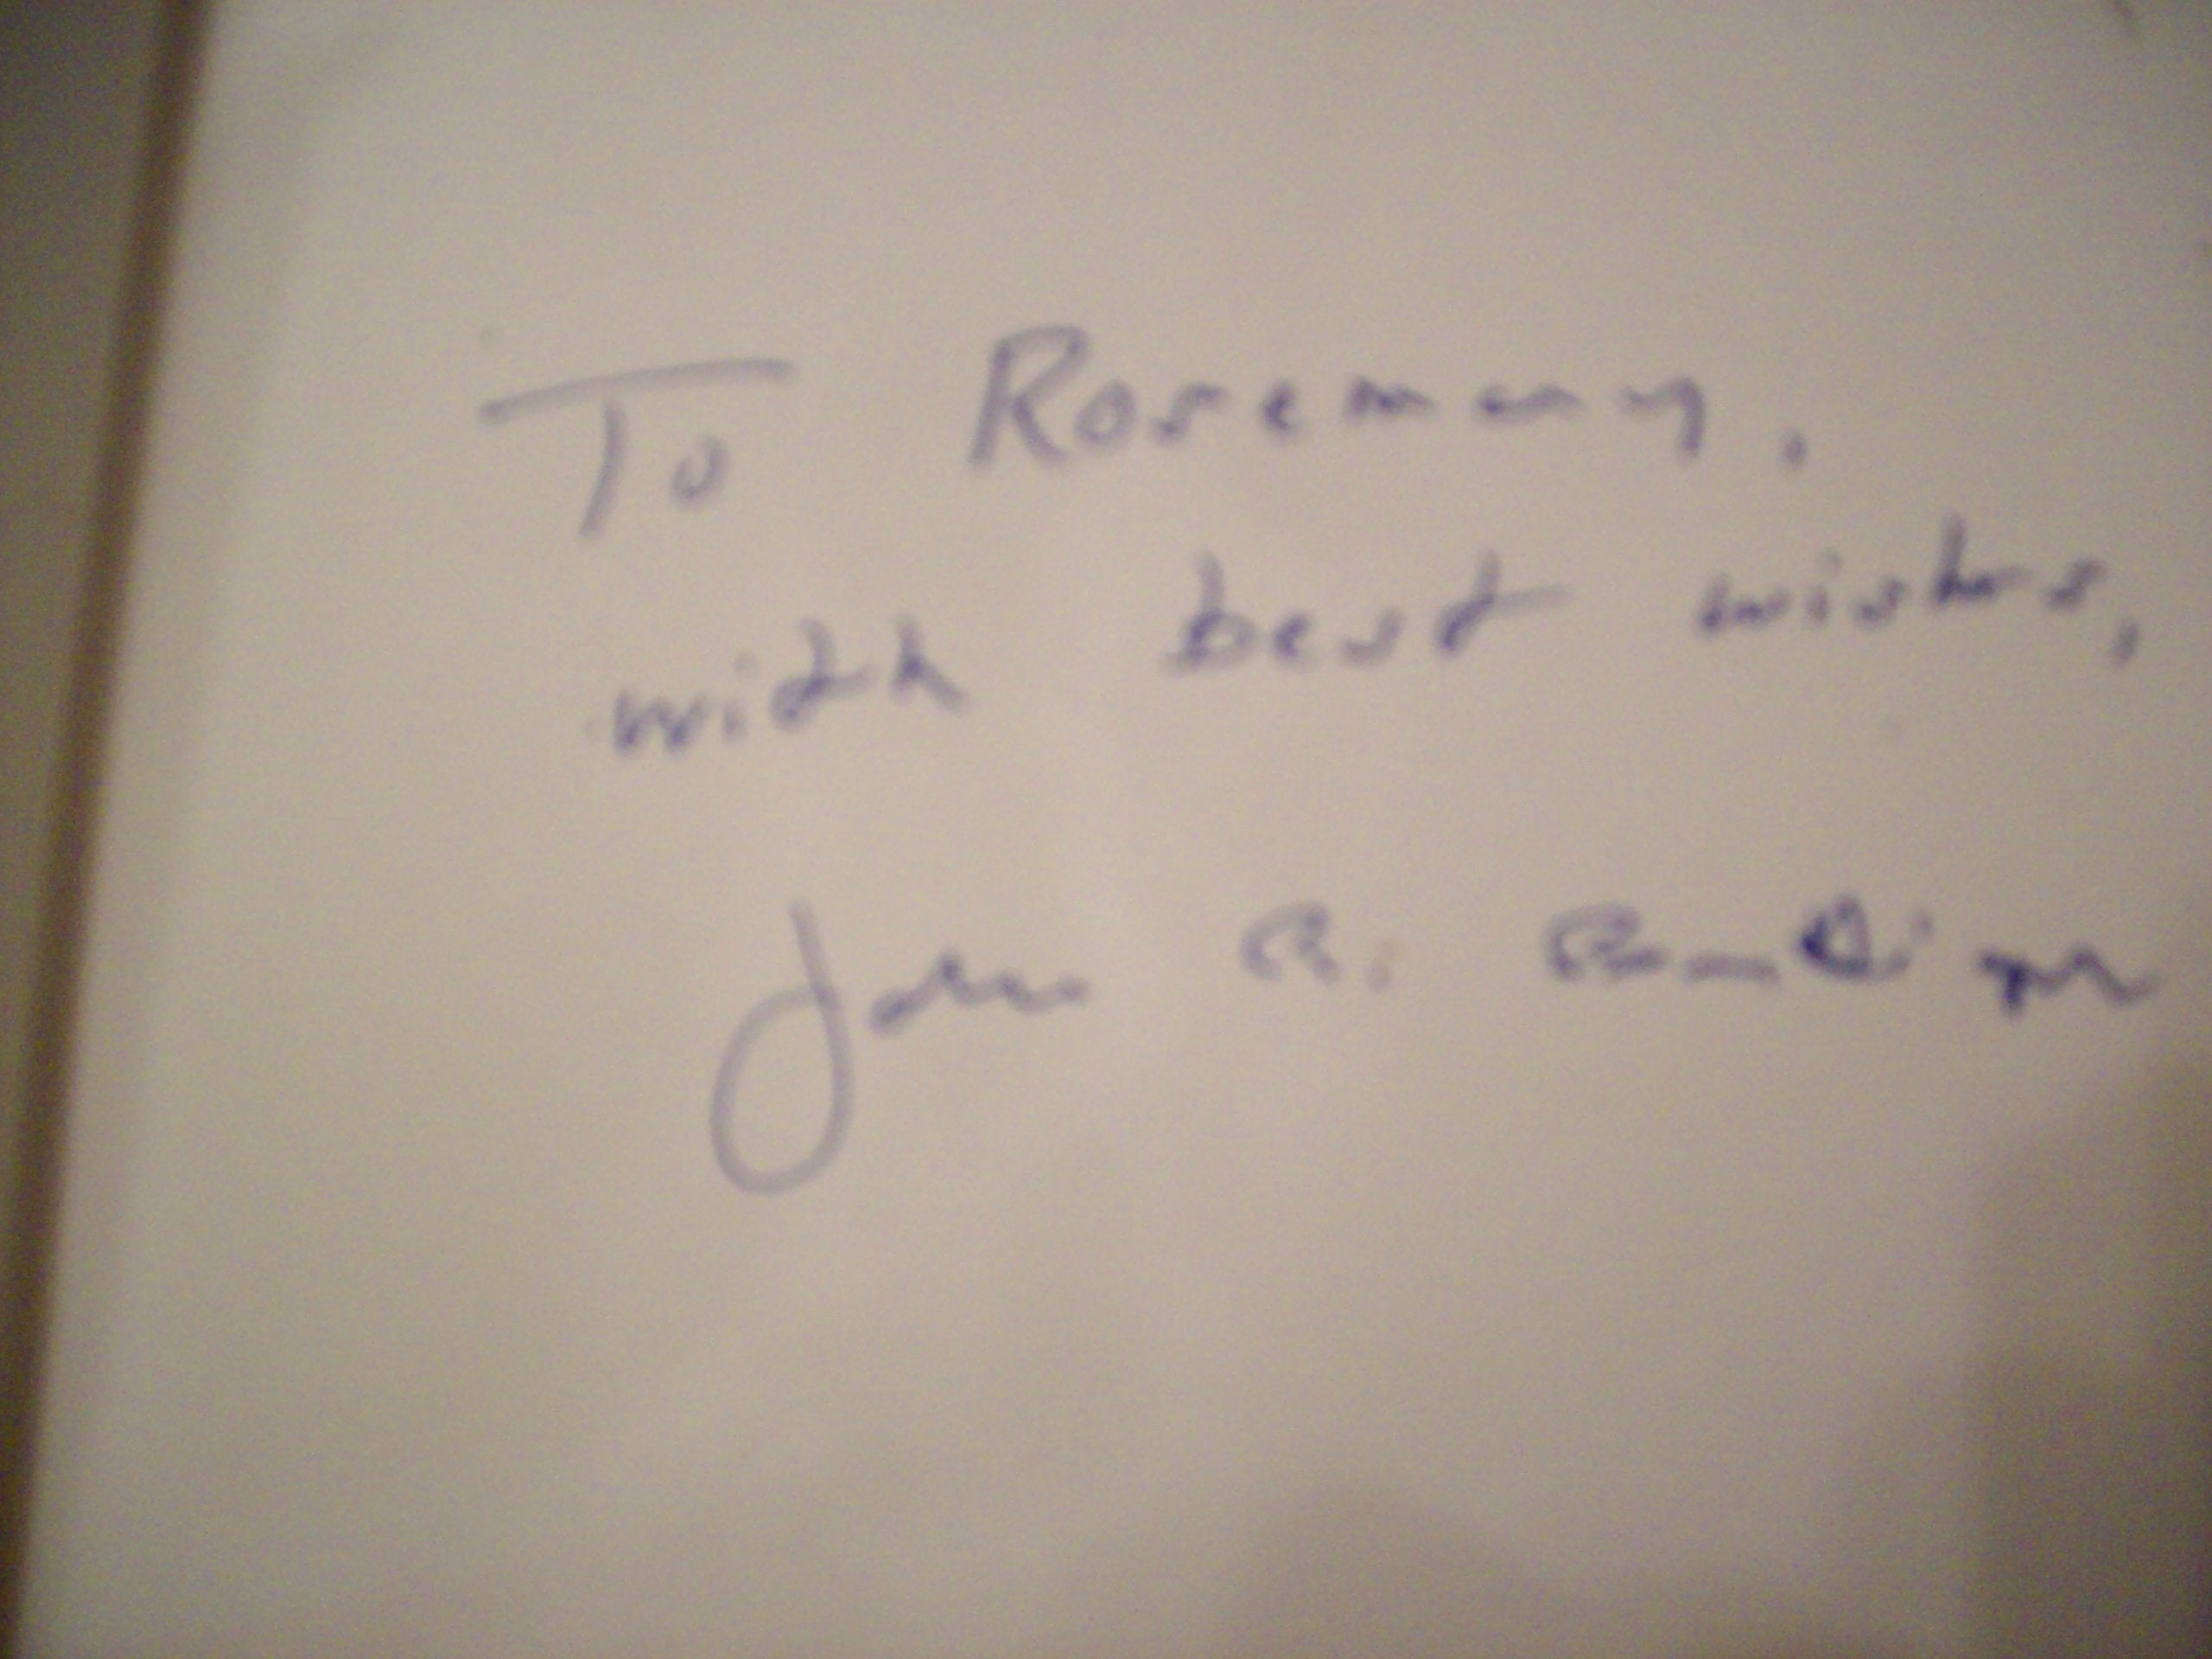 To Rosemary,
with best wishes,
John R.